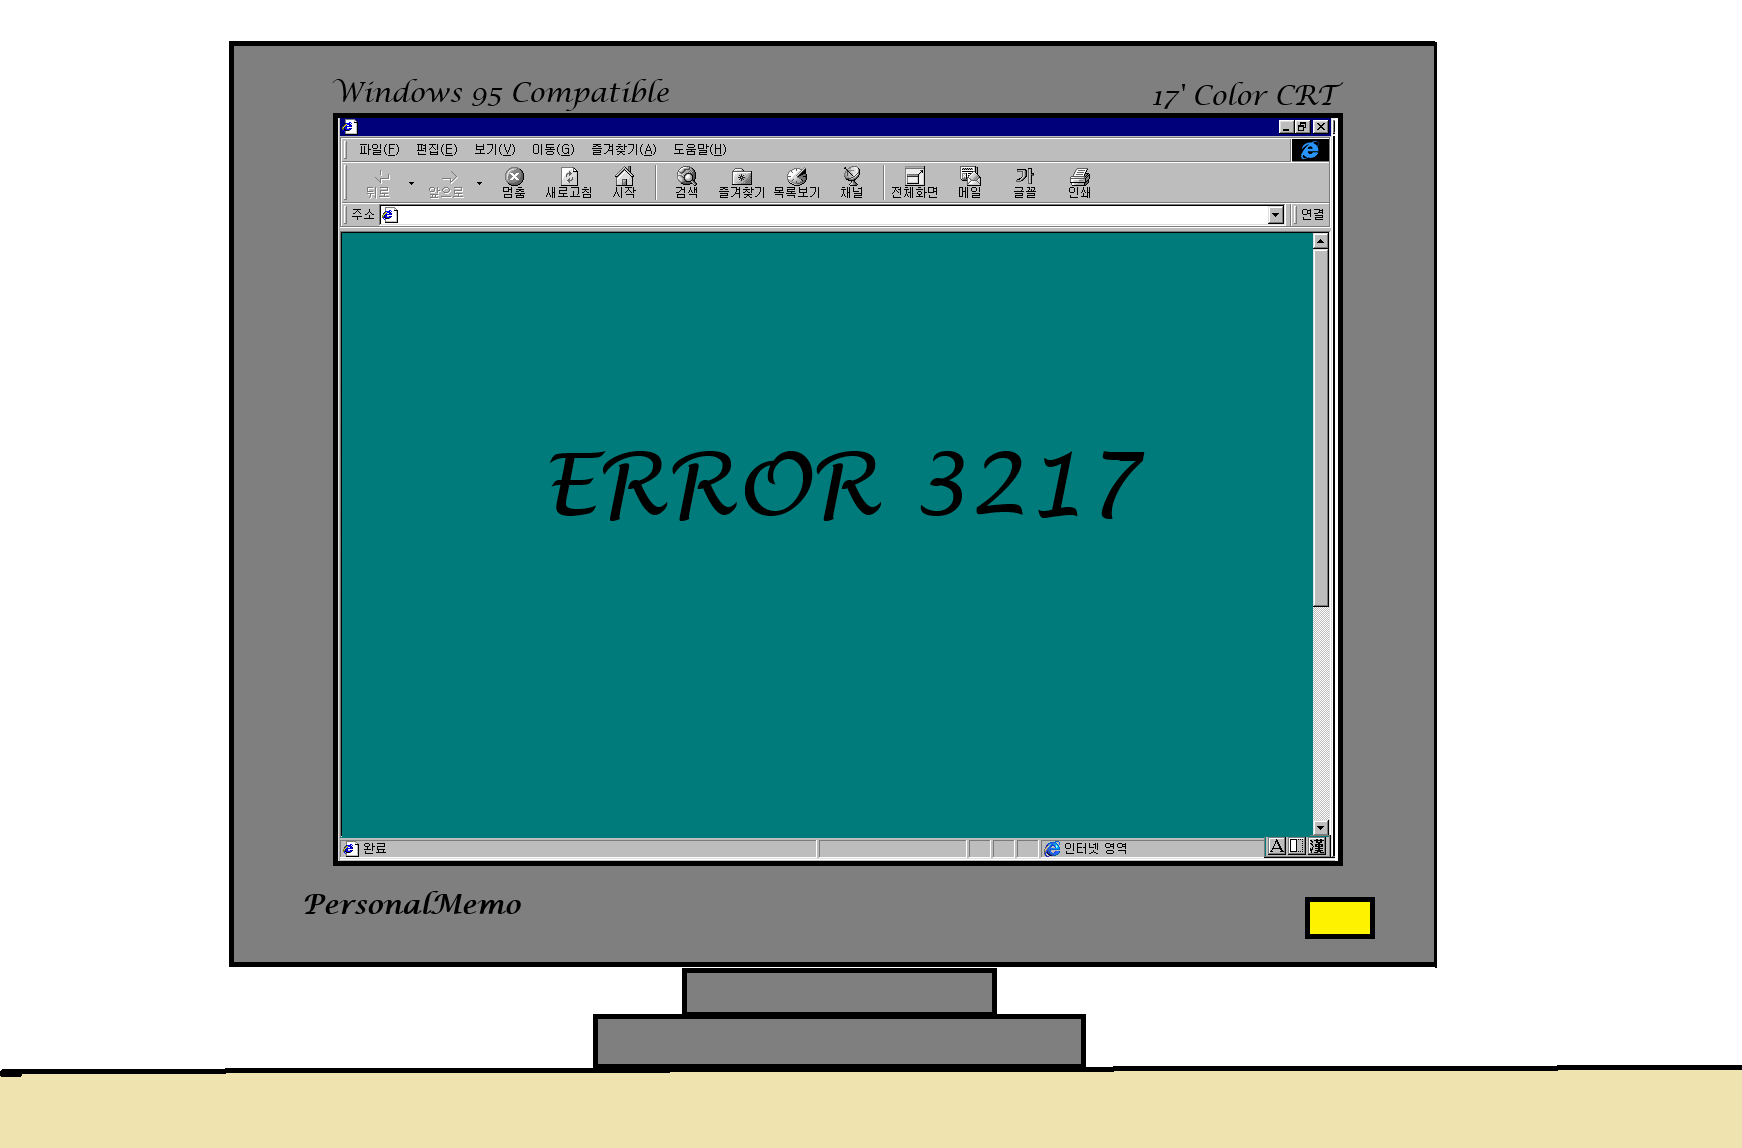 Windows 95 Compatible
17' Color CRT
파일(F) 편집(E) 보기(V) 이동(G) 즐겨찾기(A) 도움말(H)
뒤로 앞으로 멈춤 새로고침 시작 검색 즐겨찾기 목록보기 채널 전체화면 메일 글꼴 인쇄
가
주소 연결
ERROR 3217
완료 인터넷 영역 A 漢
PersonalMemo